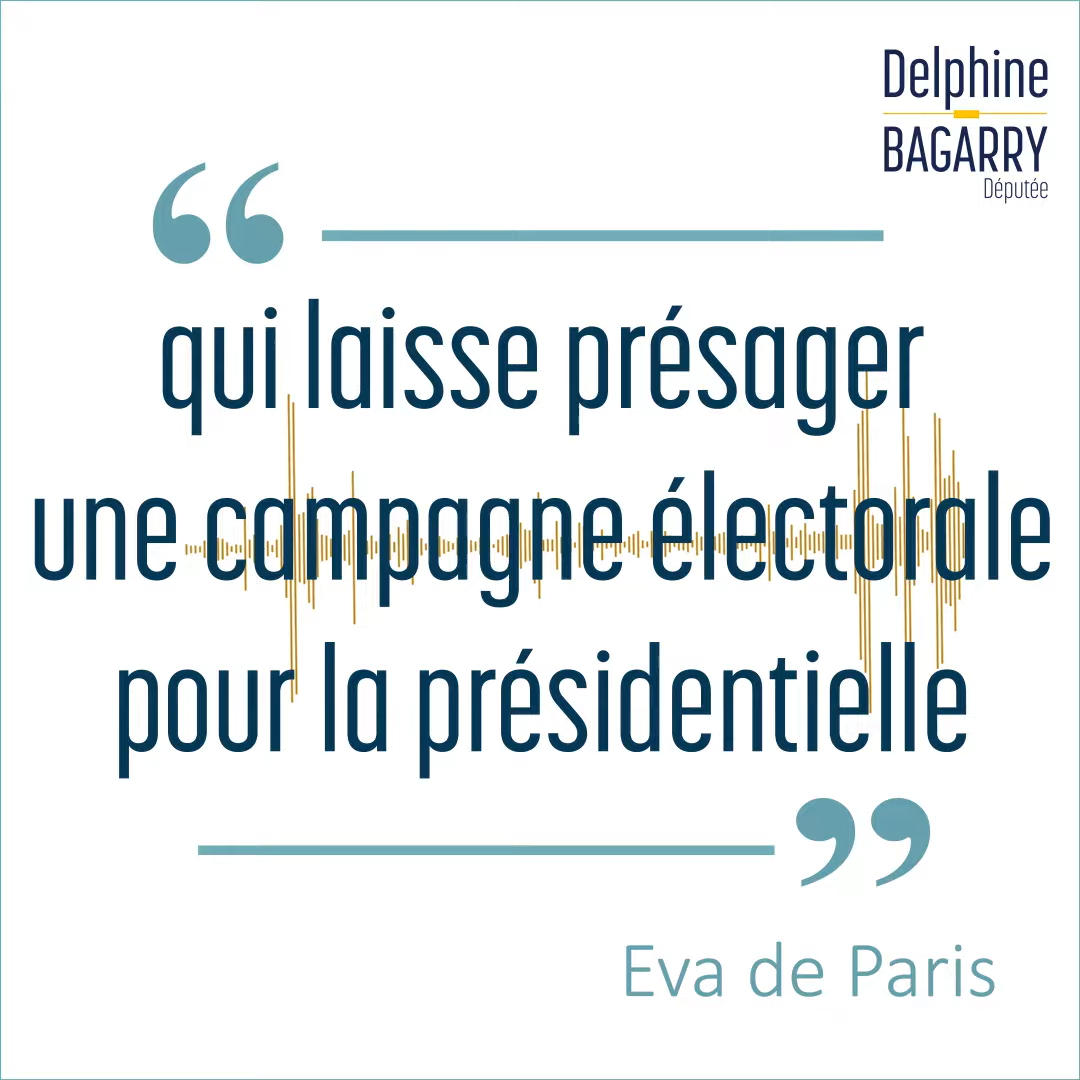 Delphine
BAGARRY
Députée
“
qui laisse présager
une campagne électorale
pour la présidentielle
”
Eva de Paris